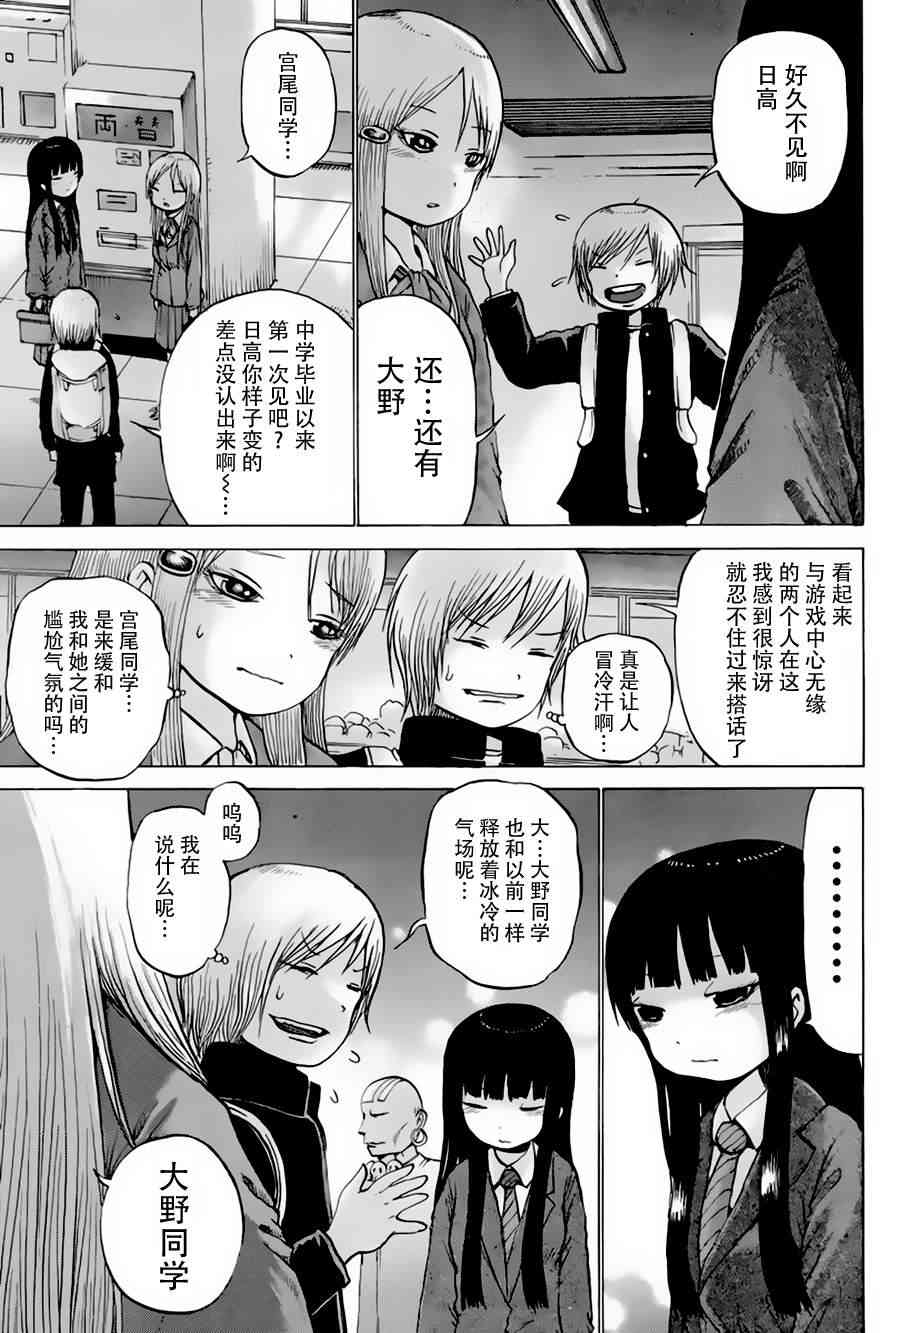 好久不见啊
日高
还…还有
大野
宫尾同学…
両替
中学毕业以来
第一次见吧？
日高你样子变的
差点没认出来啊～…
看起来
与游戏中心无缘
的两个人在这
我感到很惊讶
就忍不住过来搭话了
真是让人
冒冷汗啊…
宫尾同学…
是来缓和
我和她之间的
尴尬气氛的吗…
………
大…大野同学
也和以前一样
释放着冰冷的
气场呢…
呜呜
我在
说什么呢…
大野同学